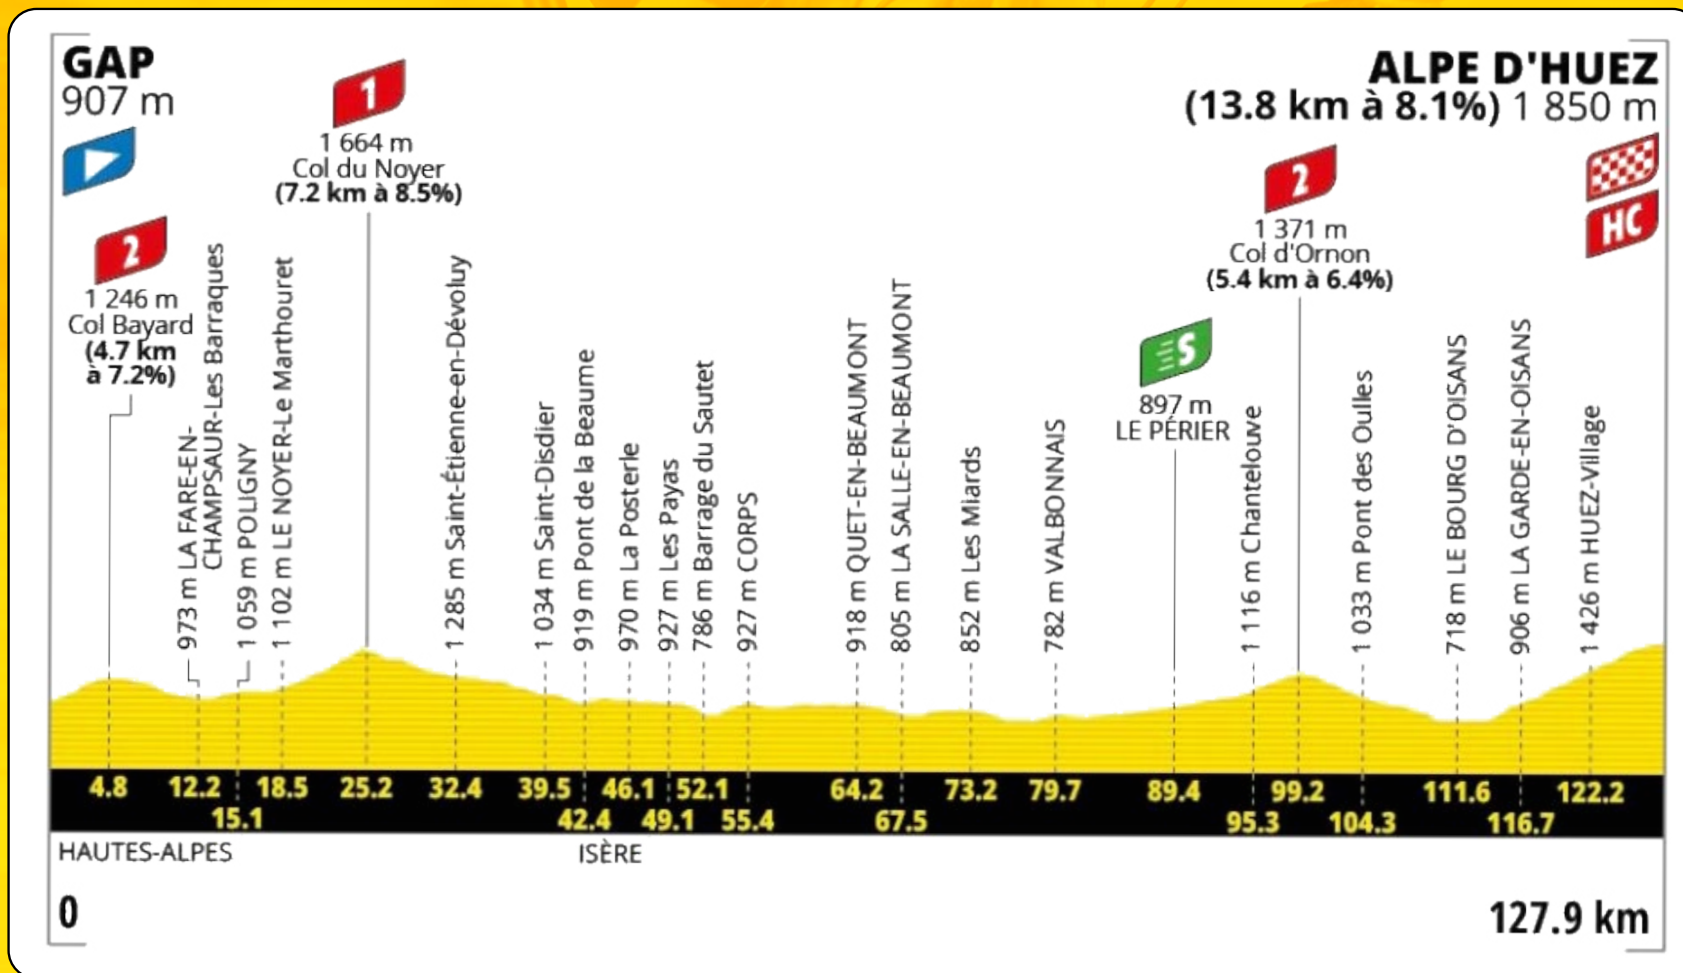 GAP
907 m
ALPE D'HUEZ
(13.8 km à 8.1%) 1 850 m
HC
2
1 246 m
Col Bayard
(4.7 km
à 7.2%)
973 m LA FARE-EN-
CHAMPSAUR-Les Barraques
1 059 m POLIGNY
1 102 m LE NOYER-Le Marthouret
1
1 664 m
Col du Noyer
(7.2 km à 8.5%)
1 285 m Saint-Étienne-en-Dévoluy
1 034 m Saint-Disdier
919 m Pont de la Beaume
970 m La Posterle
927 m Les Payas
786 m Barrage du Sautet
927 m CORPS
918 m QUET-EN-BEAUMONT
805 m LA SALLE-EN-BEAUMONT
852 m Les Miards
782 m VALBONNAIS
S
897 m
LE PÉRIER
1 116 m Chantelouve
2
1 371 m
Col d'Ornon
(5.4 km à 6.4%)
1 033 m Pont des Oulles
718 m LE BOURG D'OISANS
906 m LA GARDE-EN-OISANS
1 426 m HUEZ-Village
4.8 12.2 18.5 25.2 32.4 39.5 46.1 52.1 64.2 73.2 79.7 89.4 99.2 111.6 122.2
15.1 42.4 49.1 55.4 67.5 95.3 104.3 116.7
HAUTES-ALPES ISÈRE
0 127.9 km